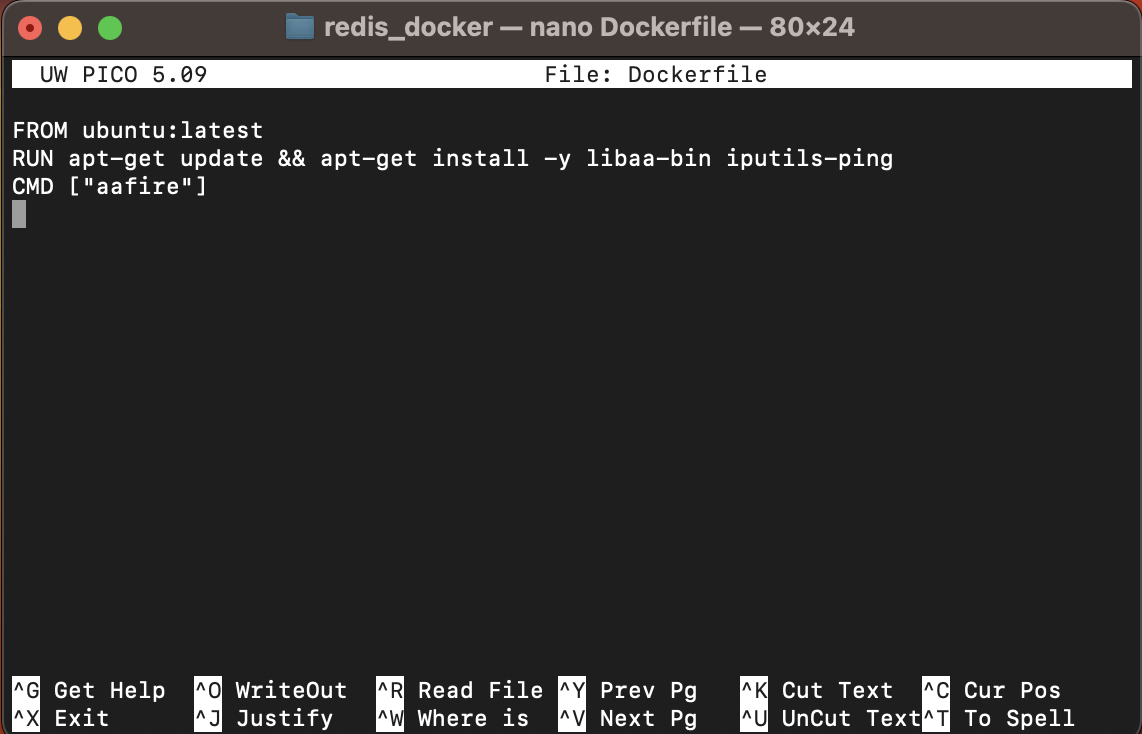 redis_docker — nano Dockerfile — 80×24
UW PICO 5.09 File: Dockerfile
FROM ubuntu:latest
RUN apt-get update && apt-get install -y libaa-bin iputils-ping
CMD ["aafire"]
^G Get Help ^O WriteOut ^R Read File ^Y Prev Pg ^K Cut Text ^C Cur Pos
^X Exit ^J Justify ^W Where is ^V Next Pg ^U UnCut Text^T To Spell